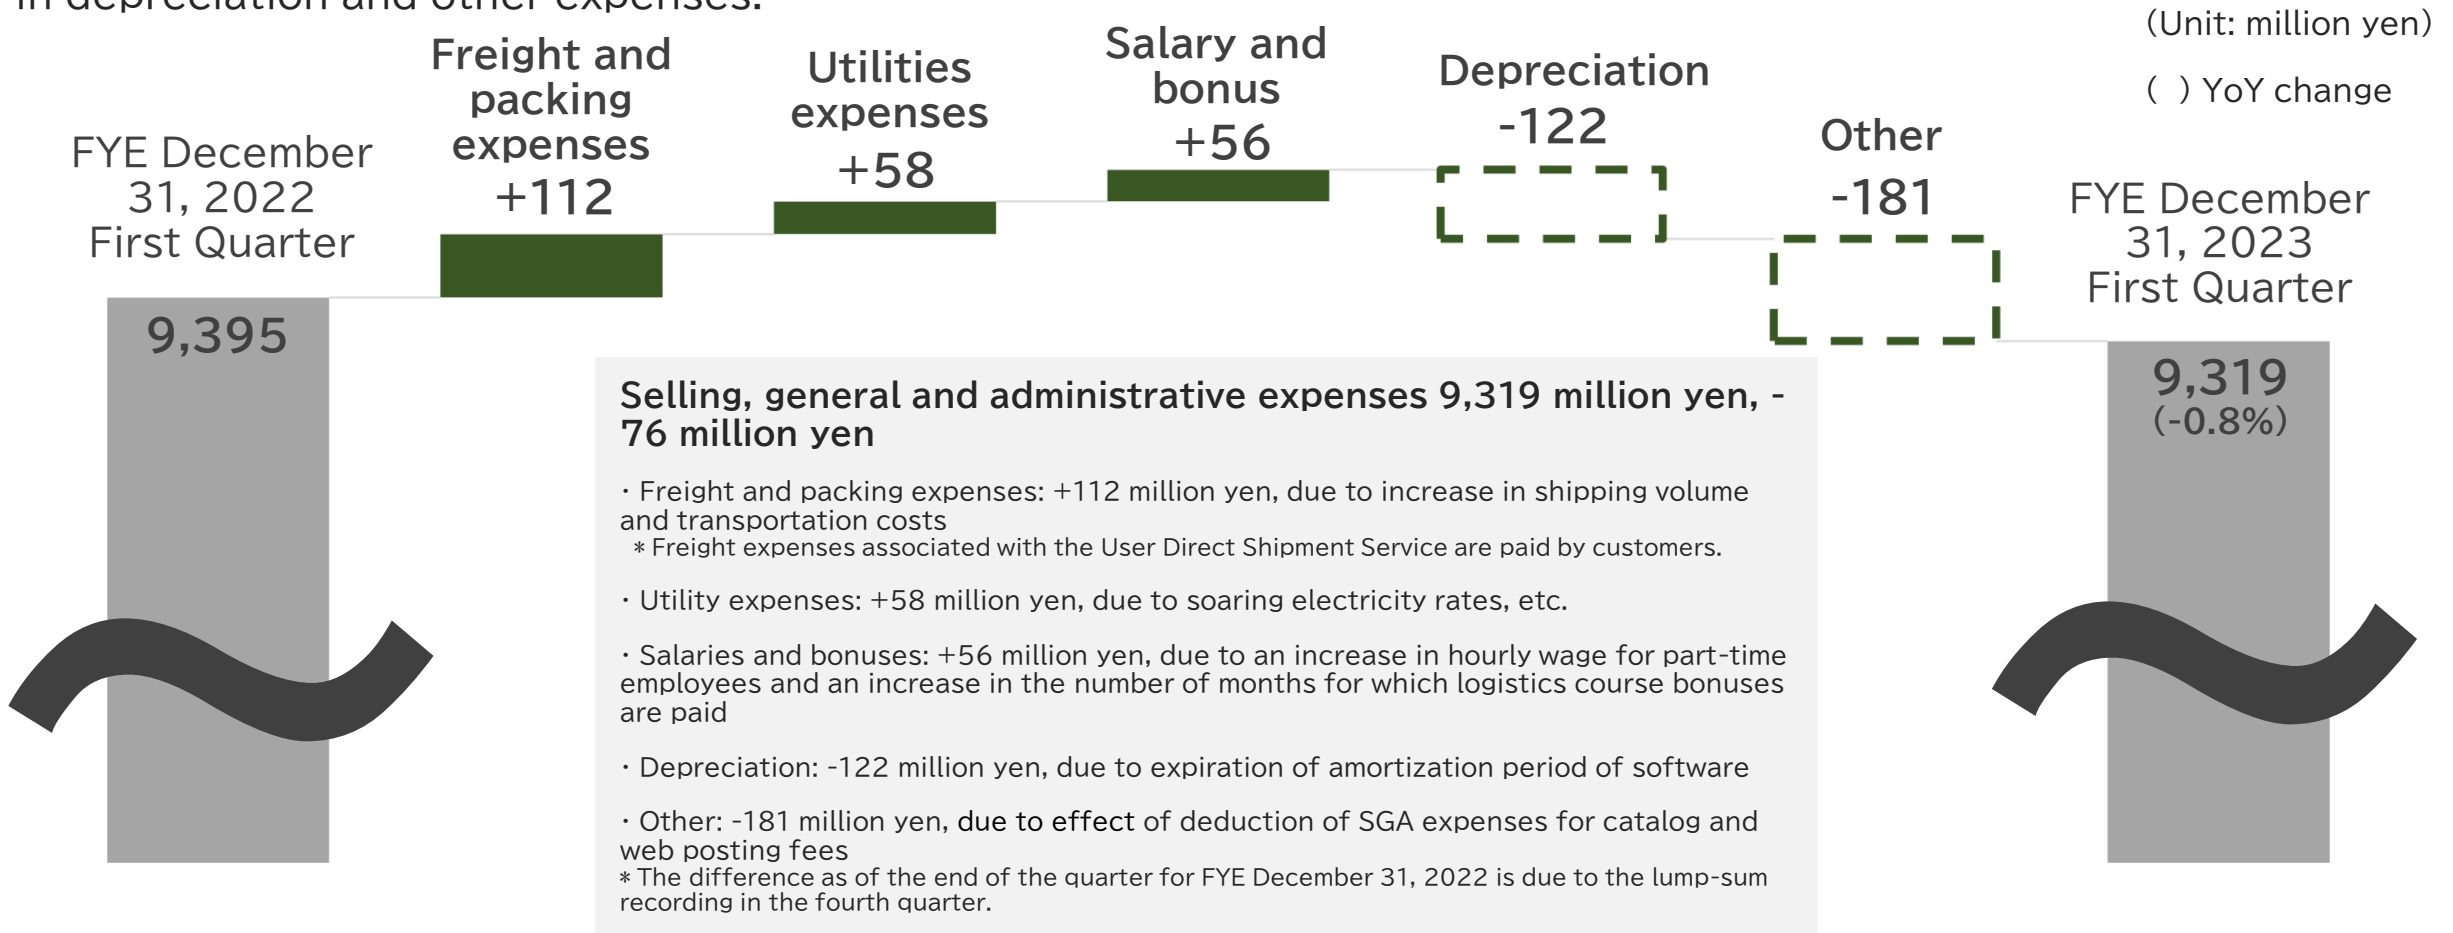 in depreciation and other expenses.
(Unit: million yen)
( ) YoY change
FYE December
31, 2022
First Quarter
9,395
Freight and
packing
expenses
+112
Utilities
expenses
+58
Salary and
bonus
+56
Depreciation
-122
Other
-181
FYE December
31, 2023
First Quarter
9,319
(-0.8%)
Selling, general and administrative expenses 9,319 million yen, -
76 million yen
・Freight and packing expenses: +112 million yen, due to increase in shipping volume
and transportation costs
* Freight expenses associated with the User Direct Shipment Service are paid by customers.
・Utility expenses: +58 million yen, due to soaring electricity rates, etc.
・Salaries and bonuses: +56 million yen, due to an increase in hourly wage for part-time
employees and an increase in the number of months for which logistics course bonuses
are paid
・Depreciation: -122 million yen, due to expiration of amortization period of software
・Other: -181 million yen, due to effect of deduction of SGA expenses for catalog and
web posting fees
* The difference as of the end of the quarter for FYE December 31, 2022 is due to the lump-sum
recording in the fourth quarter.